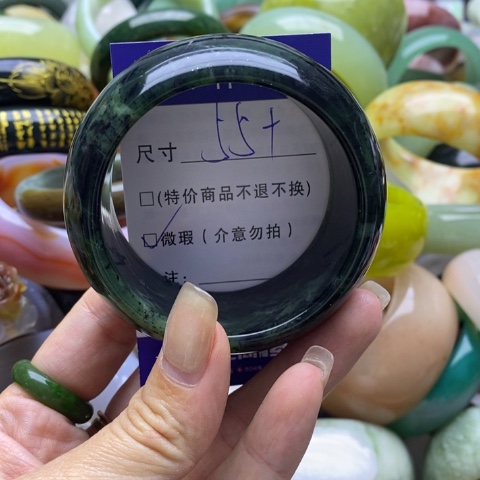 尺寸 55+
□(特价商品不退不换)
☑微瑕(介意勿拍)
注: